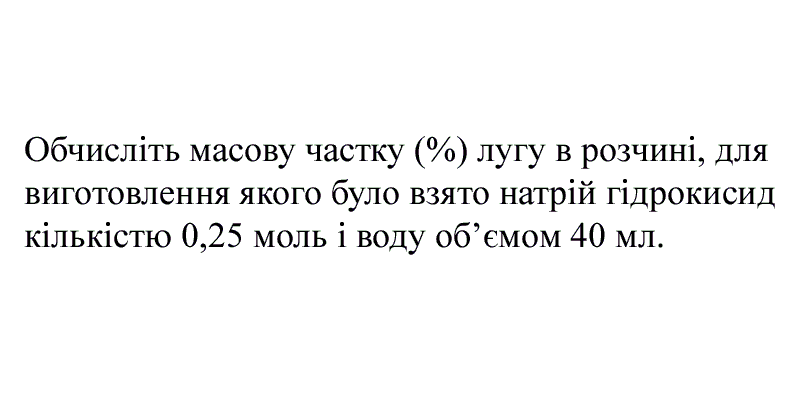 Обчисліть масову частку (%) лугу в розчині, для
виготовлення якого було взято натрій гідрокисид
кількістю 0,25 моль і воду об’ємом 40 мл.